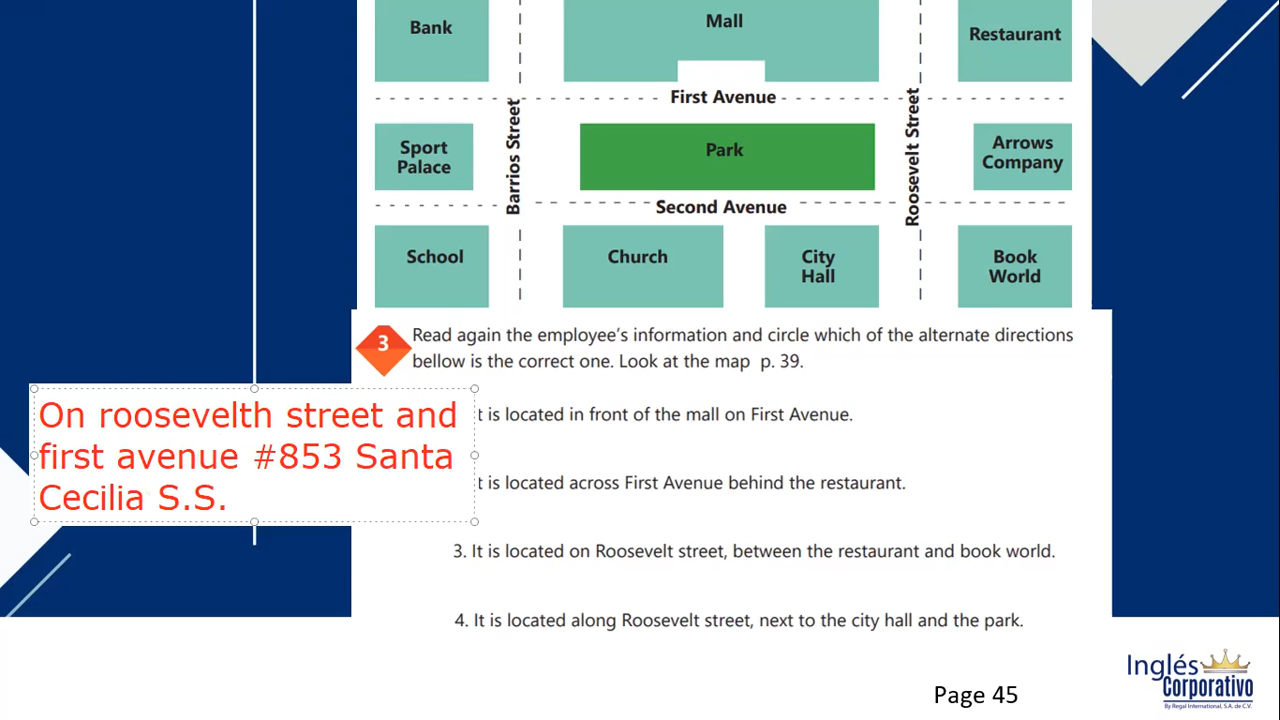 Bank
Mall
Restaurant
First Avenue
Barrios Street
Roosevelt Street
Sport
Palace
Park
Arrows
Company
Second Avenue
School
Church
City
Hall
Book
World
3
Read again the employee's information and circle which of the alternate directions
bellow is the correct one. Look at the map p. 39.
On roosevelth street and
first avenue #853 Santa
Cecilia S.S.
t is located in front of the mall on First Avenue.
t is located across First Avenue behind the restaurant.
3. It is located on Roosevelt street, between the restaurant and book world.
4. It is located along Roosevelt street, next to the city hall and the park.
Page 45
Inglés
Corporativo
By Regal International, S.A. de C.V.